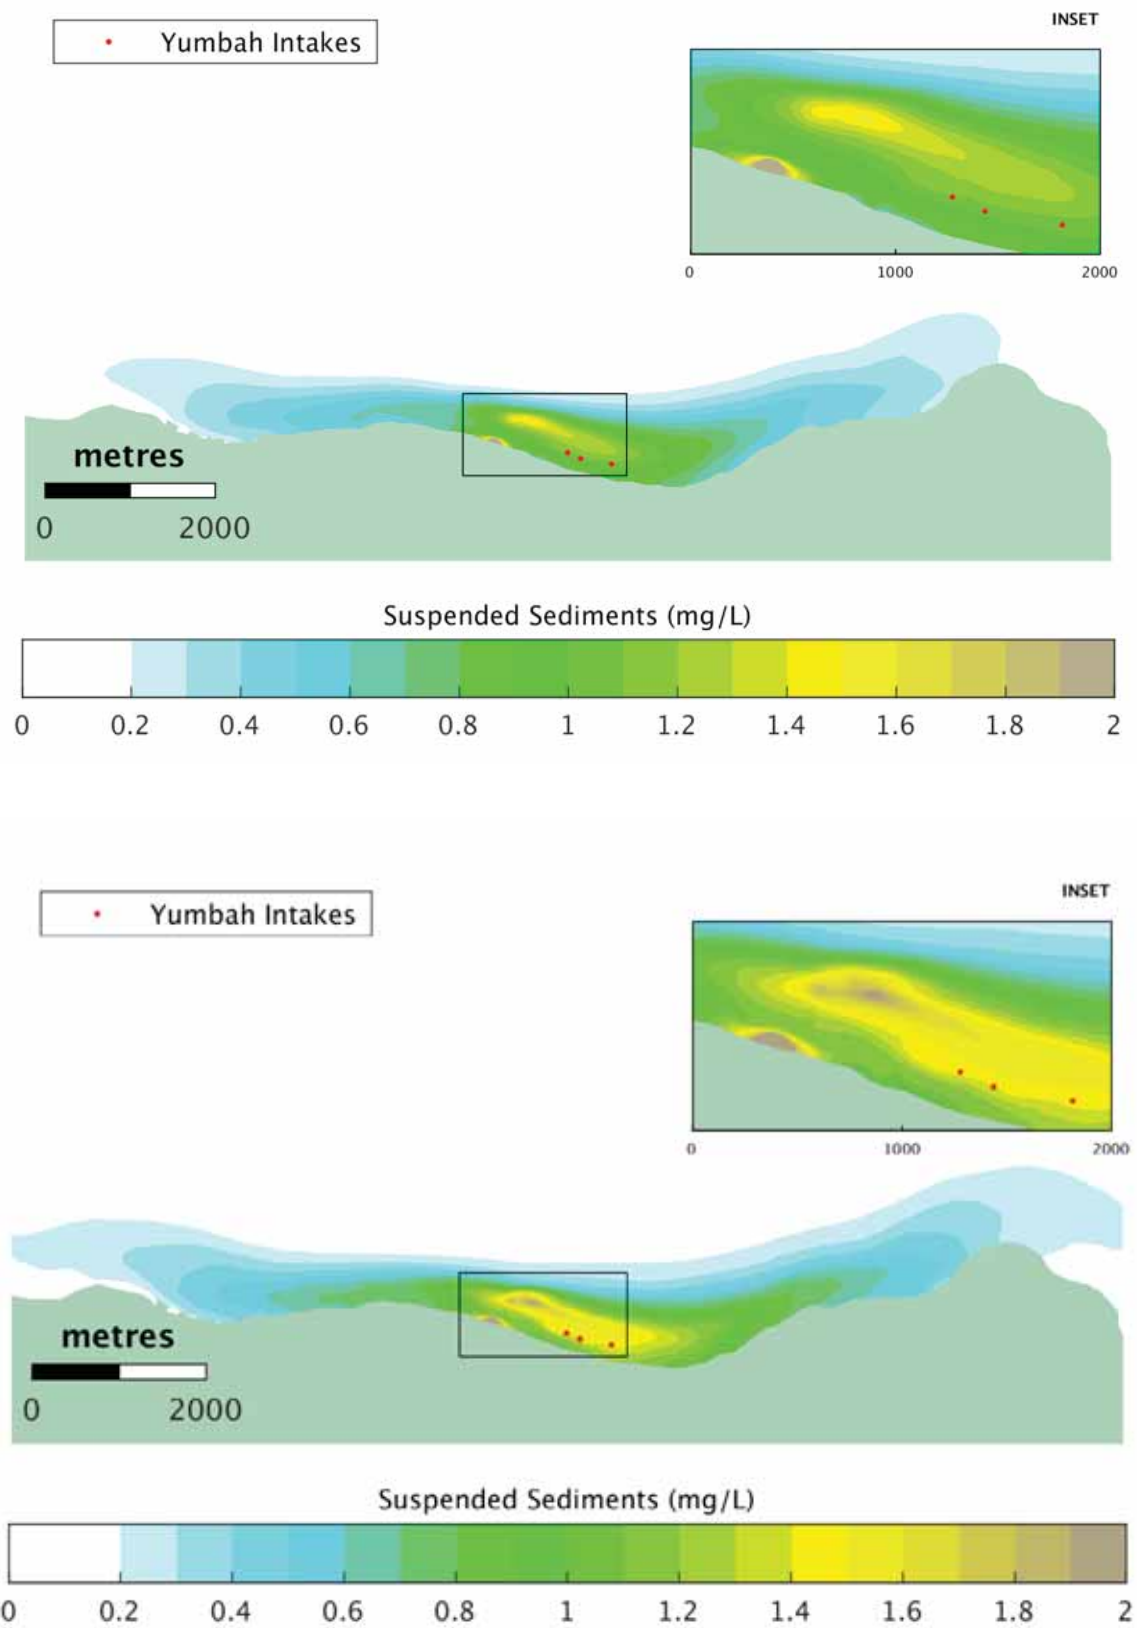 Yumbah Intakes
INSET
0 1000 2000
metres
0 2000
Suspended Sediments (mg/L)
0 0.2 0.4 0.6 0.8 1 1.2 1.4 1.6 1.8 2
Yumbah Intakes
INSET
0 1000 2000
metres
0 2000
Suspended Sediments (mg/L)
0 0.2 0.4 0.6 0.8 1 1.2 1.4 1.6 1.8 2